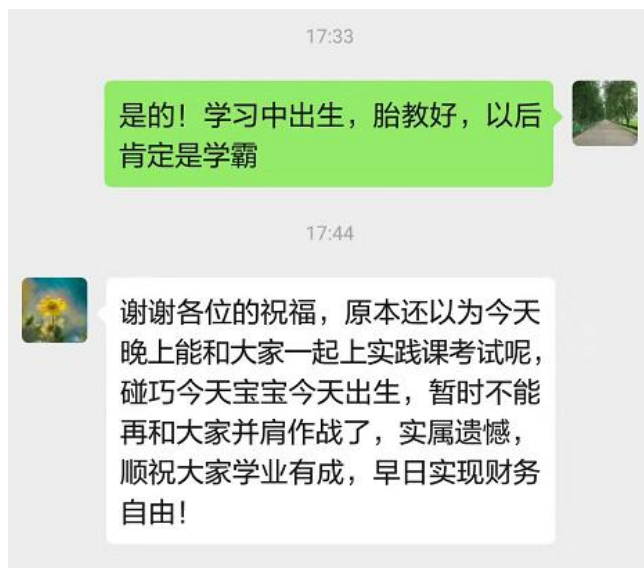 17:33
是的！学习中出生，胎教好，以后
肯定是学霸
17:44
谢谢各位的祝福，原本还以为今天
晚上能和大家一起上实践课考试呢，
碰巧今天宝宝今天出生，暂时不能
再和大家并肩作战了，实属遗憾，
顺祝大家学业有成，早日实现财务
自由！